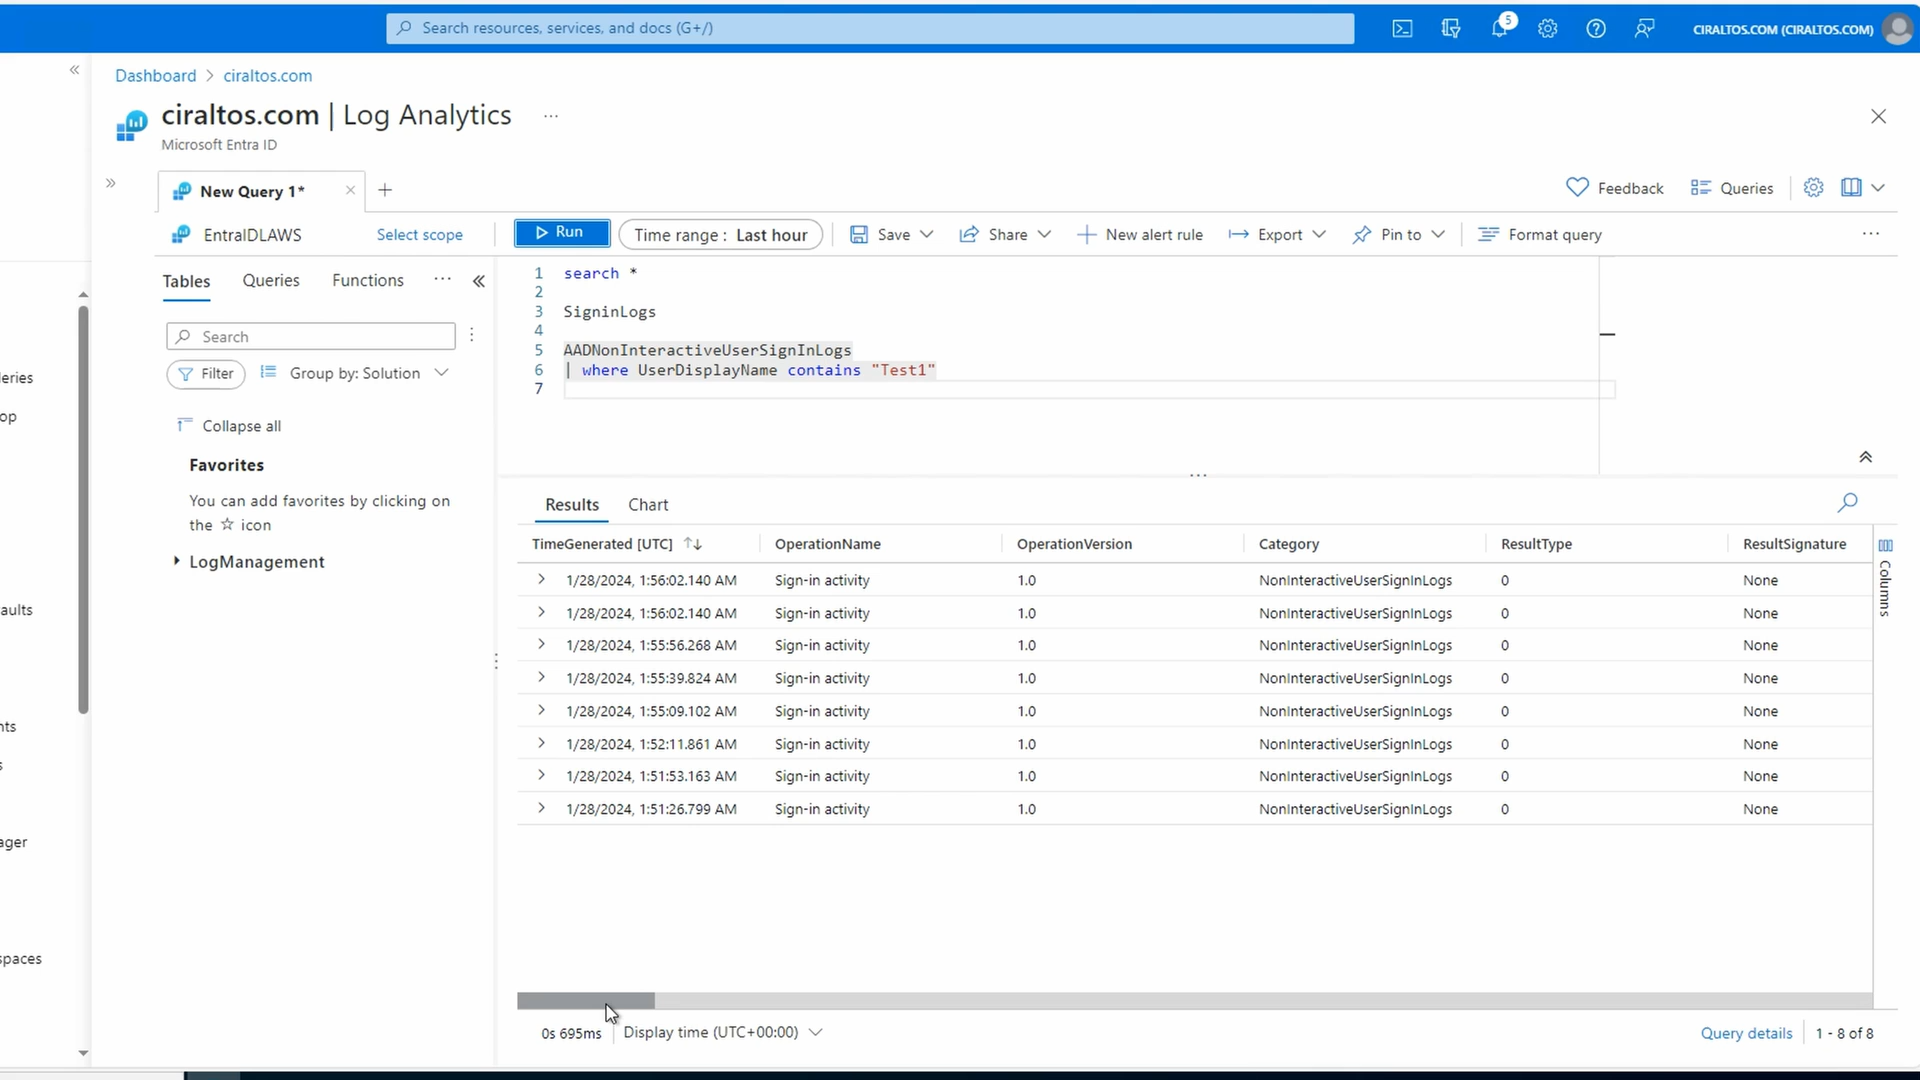 Search resources, services, and docs (G+/)
5
CIRALTOS.COM (CIRALTOS.COM)
Dashboard > ciraltos.com
ciraltos.com | Log Analytics ...
Microsoft Entra ID
New Query 1*
Feedback
Queries
EntraIDLAWS
Select scope
Run
Time range : Last hour
Save
Share
New alert rule
Export
Pin to
Format query
Tables
Queries
Functions
Search
Filter
Group by: Solution
Collapse all
Favorites
You can add favorites by clicking on
the ☆ icon
LogManagement
eries
op
aults
nts
s
ager
spaces
1 search *
2
3 SigninLogs
4
5 AADNonInteractiveUserSignInLogs
6 | where UserDisplayName contains "Test1"
7
Results
Chart
TimeGenerated [UTC] OperationName OperationVersion Category ResultType ResultSignature
1/28/2024, 1:56:02.140 AM Sign-in activity 1.0 NonInteractiveUserSignInLogs 0 None
1/28/2024, 1:56:02.140 AM Sign-in activity 1.0 NonInteractiveUserSignInLogs 0 None
1/28/2024, 1:55:56.268 AM Sign-in activity 1.0 NonInteractiveUserSignInLogs 0 None
1/28/2024, 1:55:39.824 AM Sign-in activity 1.0 NonInteractiveUserSignInLogs 0 None
1/28/2024, 1:55:09.102 AM Sign-in activity 1.0 NonInteractiveUserSignInLogs 0 None
1/28/2024, 1:52:11.861 AM Sign-in activity 1.0 NonInteractiveUserSignInLogs 0 None
1/28/2024, 1:51:53.163 AM Sign-in activity 1.0 NonInteractiveUserSignInLogs 0 None
1/28/2024, 1:51:26.799 AM Sign-in activity 1.0 NonInteractiveUserSignInLogs 0 None
Columns
0s 695ms
Display time (UTC+00:00)
Query details
1 - 8 of 8